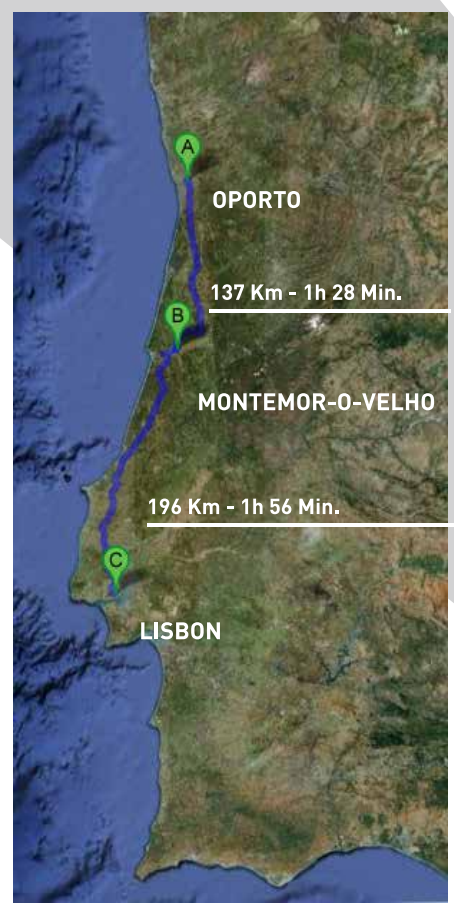 A
OPORTO
137 Km - 1h 28 Min.
B
MONTEMOR-O-VELHO
196 Km - 1h 56 Min.
C
LISBON